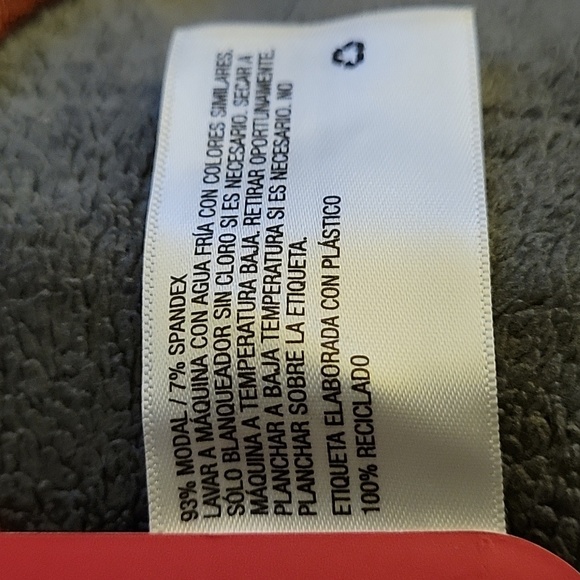 93% MODAL / 7% SPANDEX
LAVAR A MÁQUINA CON AGUA FRÍA CON COLORES SIMILARES.
SÓLO BLANQUEADOR SIN CLORO SI ES NECESARIO. SECAR A
MÁQUINA A TEMPERATURA BAJA. RETIRAR OPORTUNAMENTE.
PLANCHAR A BAJA TEMPERATURA SI ES NECESARIO. NO
PLANCHAR SOBRE LA ETIQUETA.
ETIQUETA ELABORADA CON PLÁSTICO
100% RECICLADO